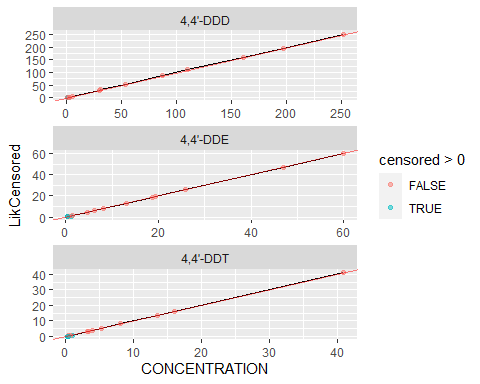 4,4'-DDD
250
200
150
100
50
0
0 50 100 150 200 250
4,4'-DDE
60
40
20
0
0 20 40 60
4,4'-DDT
40
30
20
10
0
0 10 20 30 40
CONCENTRATION
LikCensored
censored > 0
FALSE
TRUE